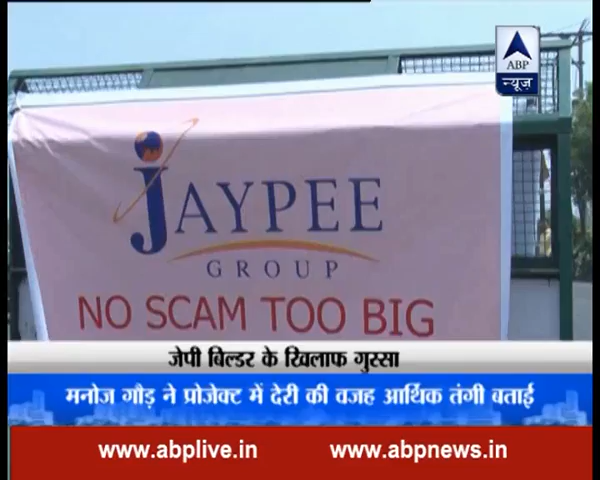 ABP
न्यूज़
JAYPEE
GROUP
NO SCAM TOO BIG
जेपी बिल्डर के खिलाफ गुस्सा
मनोज गौड़ ने प्रोजेक्ट में देरी की वजह आर्थिक तंगी बताई
www.abplive.in www.abpnews.in